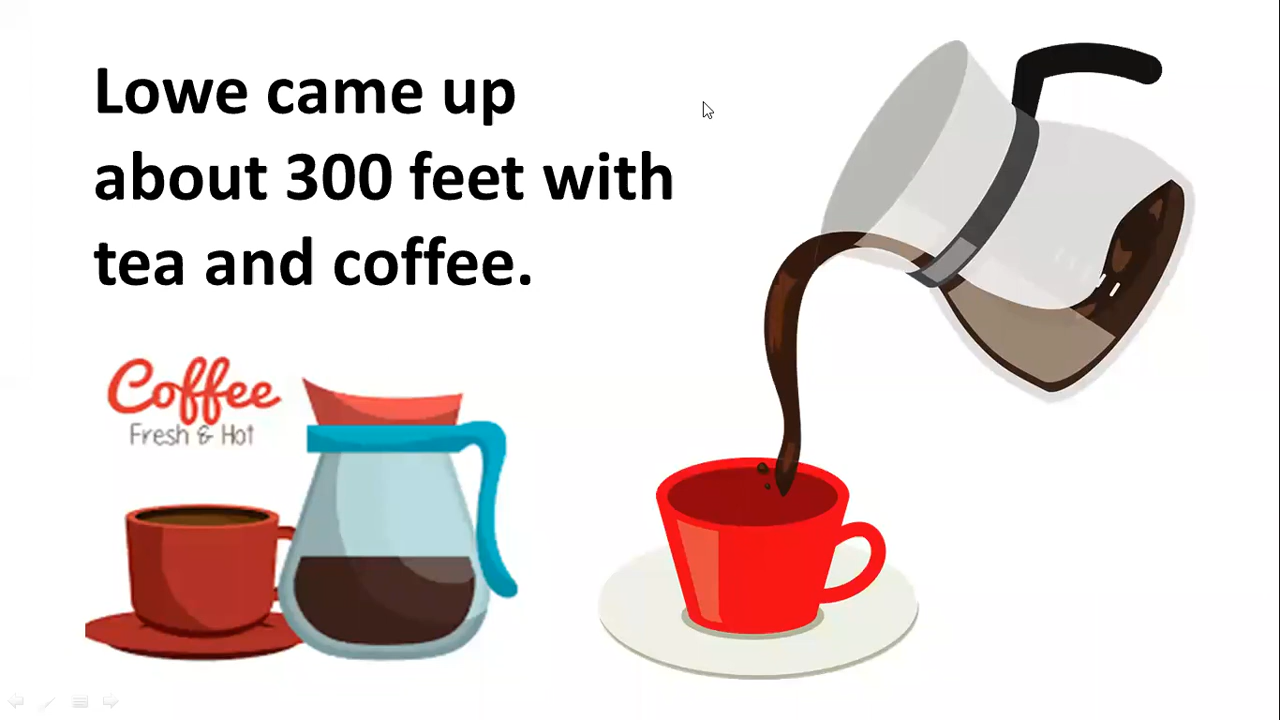 Lowe came up
about 300 feet with
tea and coffee.
Coffee
Fresh & Hot